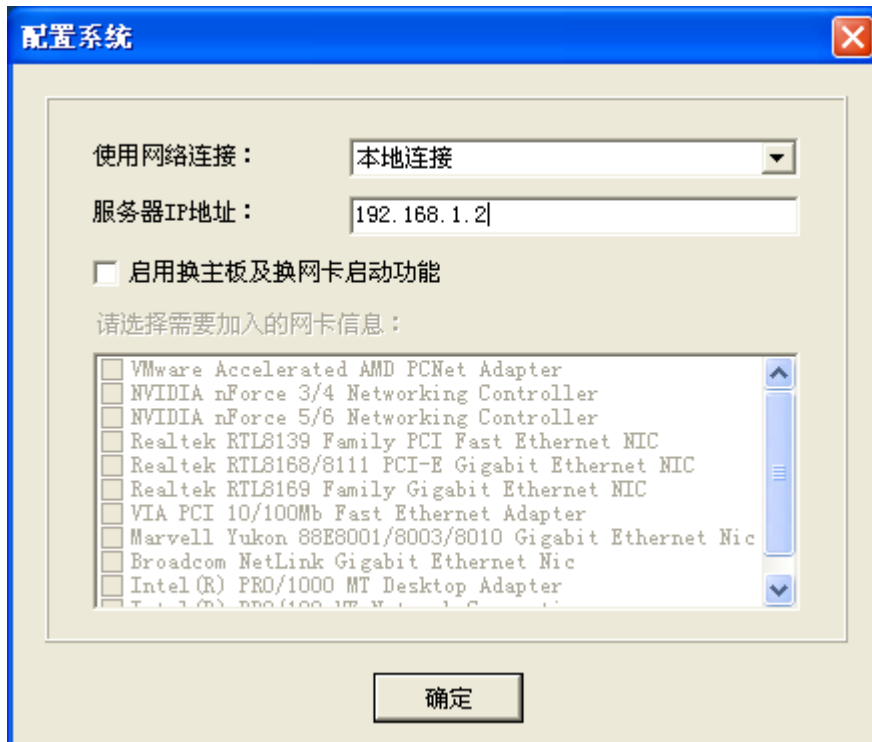 配置系统
使用网络连接： 本地连接
服务器IP地址： 192.168.1.2
启用换主板及换网卡启动功能
请选择需要加入的网卡信息：
VMware Accelerated AMD PCNet Adapter
NVIDIA nForce 3/4 Networking Controller
NVIDIA nForce 5/6 Networking Controller
Realtek RTL8139 Family PCI Fast Ethernet NIC
Realtek RTL8168/8111 PCI-E Gigabit Ethernet NIC
Realtek RTL8169 Family Gigabit Ethernet NIC
VIA PCI 10/100Mb Fast Ethernet Adapter
Marvell Yukon 88E8001/8003/8010 Gigabit Ethernet Nic
Broadcom NetLink Gigabit Ethernet Nic
Intel(R) PRO/1000 MT Desktop Adapter
确定